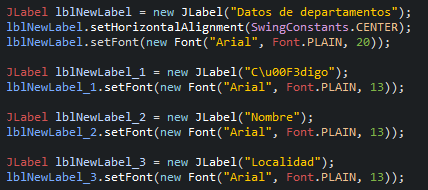 JLabel lblNewLabel = new JLabel("Datos de departamentos");
lblNewLabel.setHorizontalAlignment(SwingConstants.CENTER);
lblNewLabel.setFont(new Font("Arial", Font.PLAIN, 20));
JLabel lblNewLabel_1 = new JLabel("C\u00F3digo");
lblNewLabel_1.setFont(new Font("Arial", Font.PLAIN, 13));
JLabel lblNewLabel_2 = new JLabel("Nombre");
lblNewLabel_2.setFont(new Font("Arial", Font.PLAIN, 13));
JLabel lblNewLabel_3 = new JLabel("Localidad");
lblNewLabel_3.setFont(new Font("Arial", Font.PLAIN, 13));